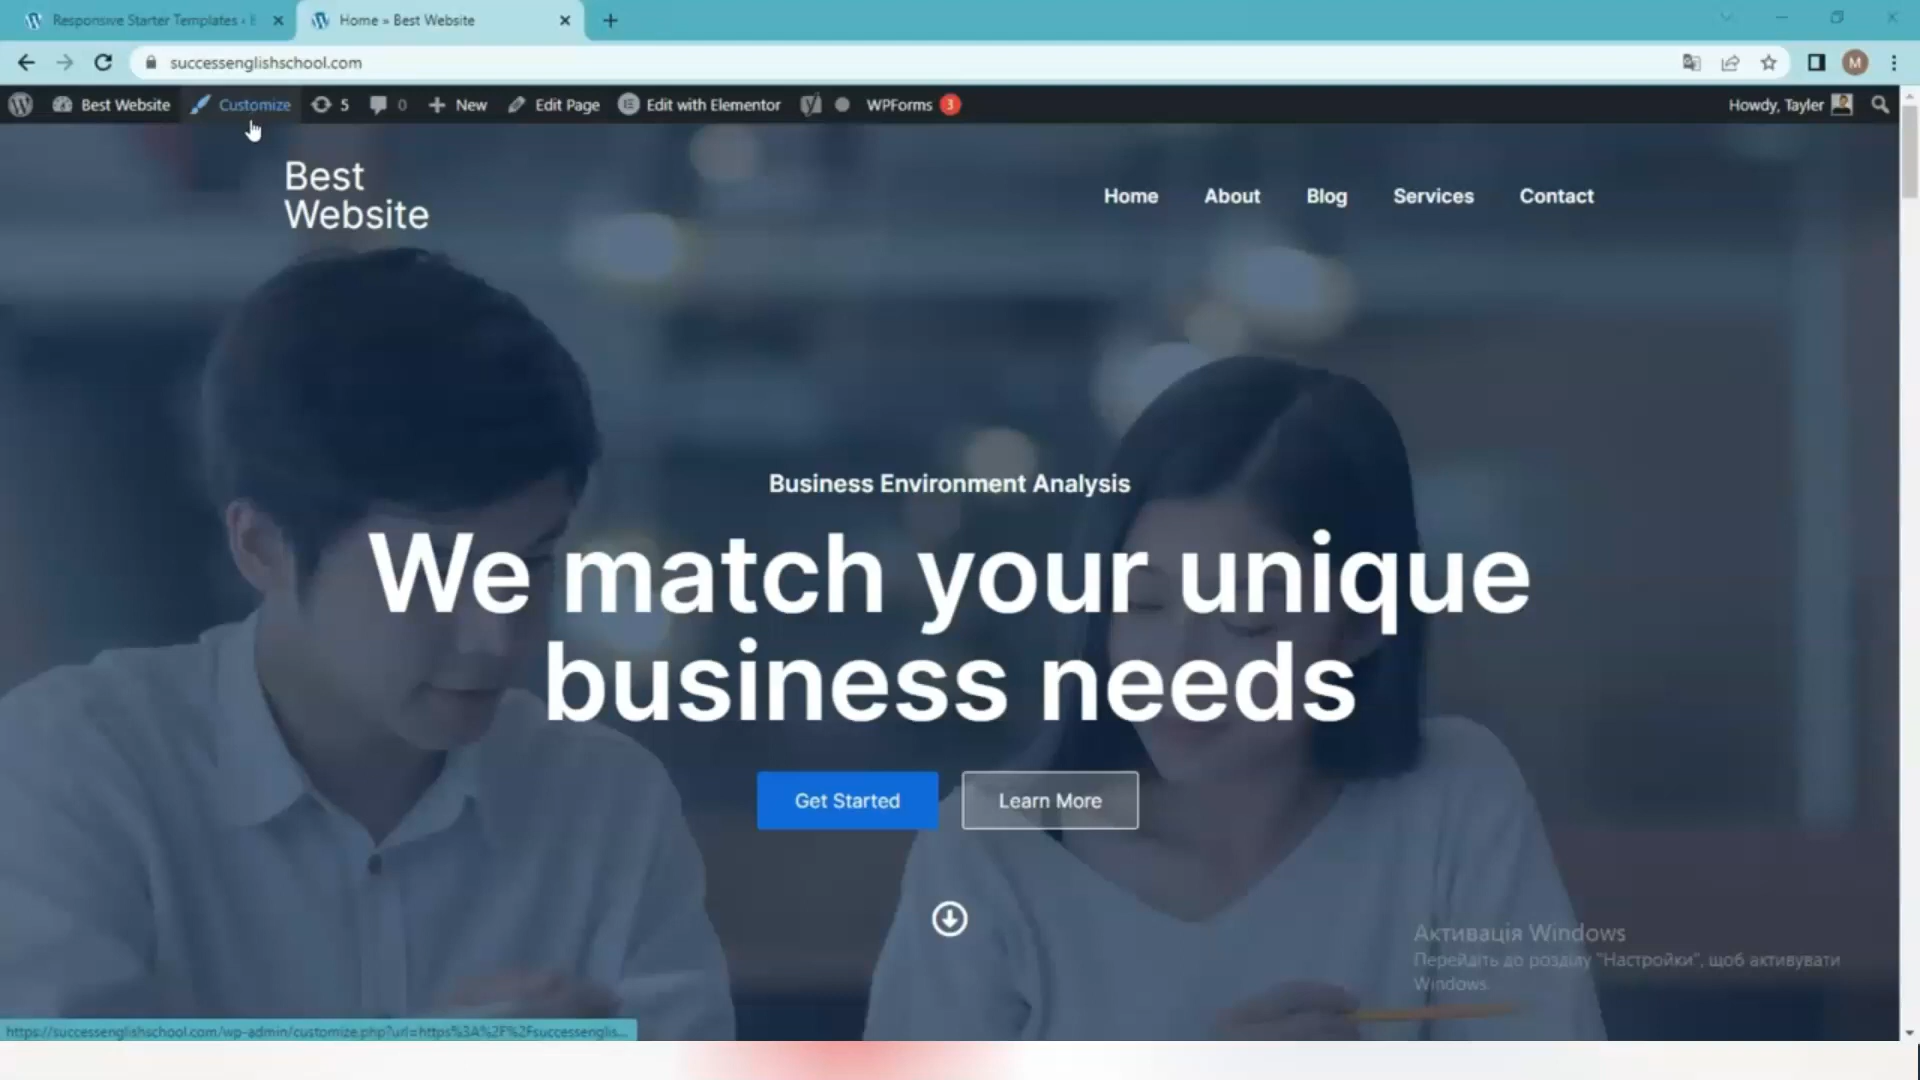 Responsive Starter Templates ‹
Home » Best Website
successenglishschool.com
Best Website
Customize
5
0
New
Edit Page
Edit with Elementor
WPForms 3
Howdy, Tayler
M
Best
Website
Home
About
Blog
Services
Contact
Business Environment Analysis
We match your unique
business needs
Get Started
Learn More
Активація Windows
Перейдіть до розділу "Настройки", щоб активувати
Windows.
https://successenglishschool.com/wp-admin/customize.php?url=https%3A%2F%2Fsuccessenglis...